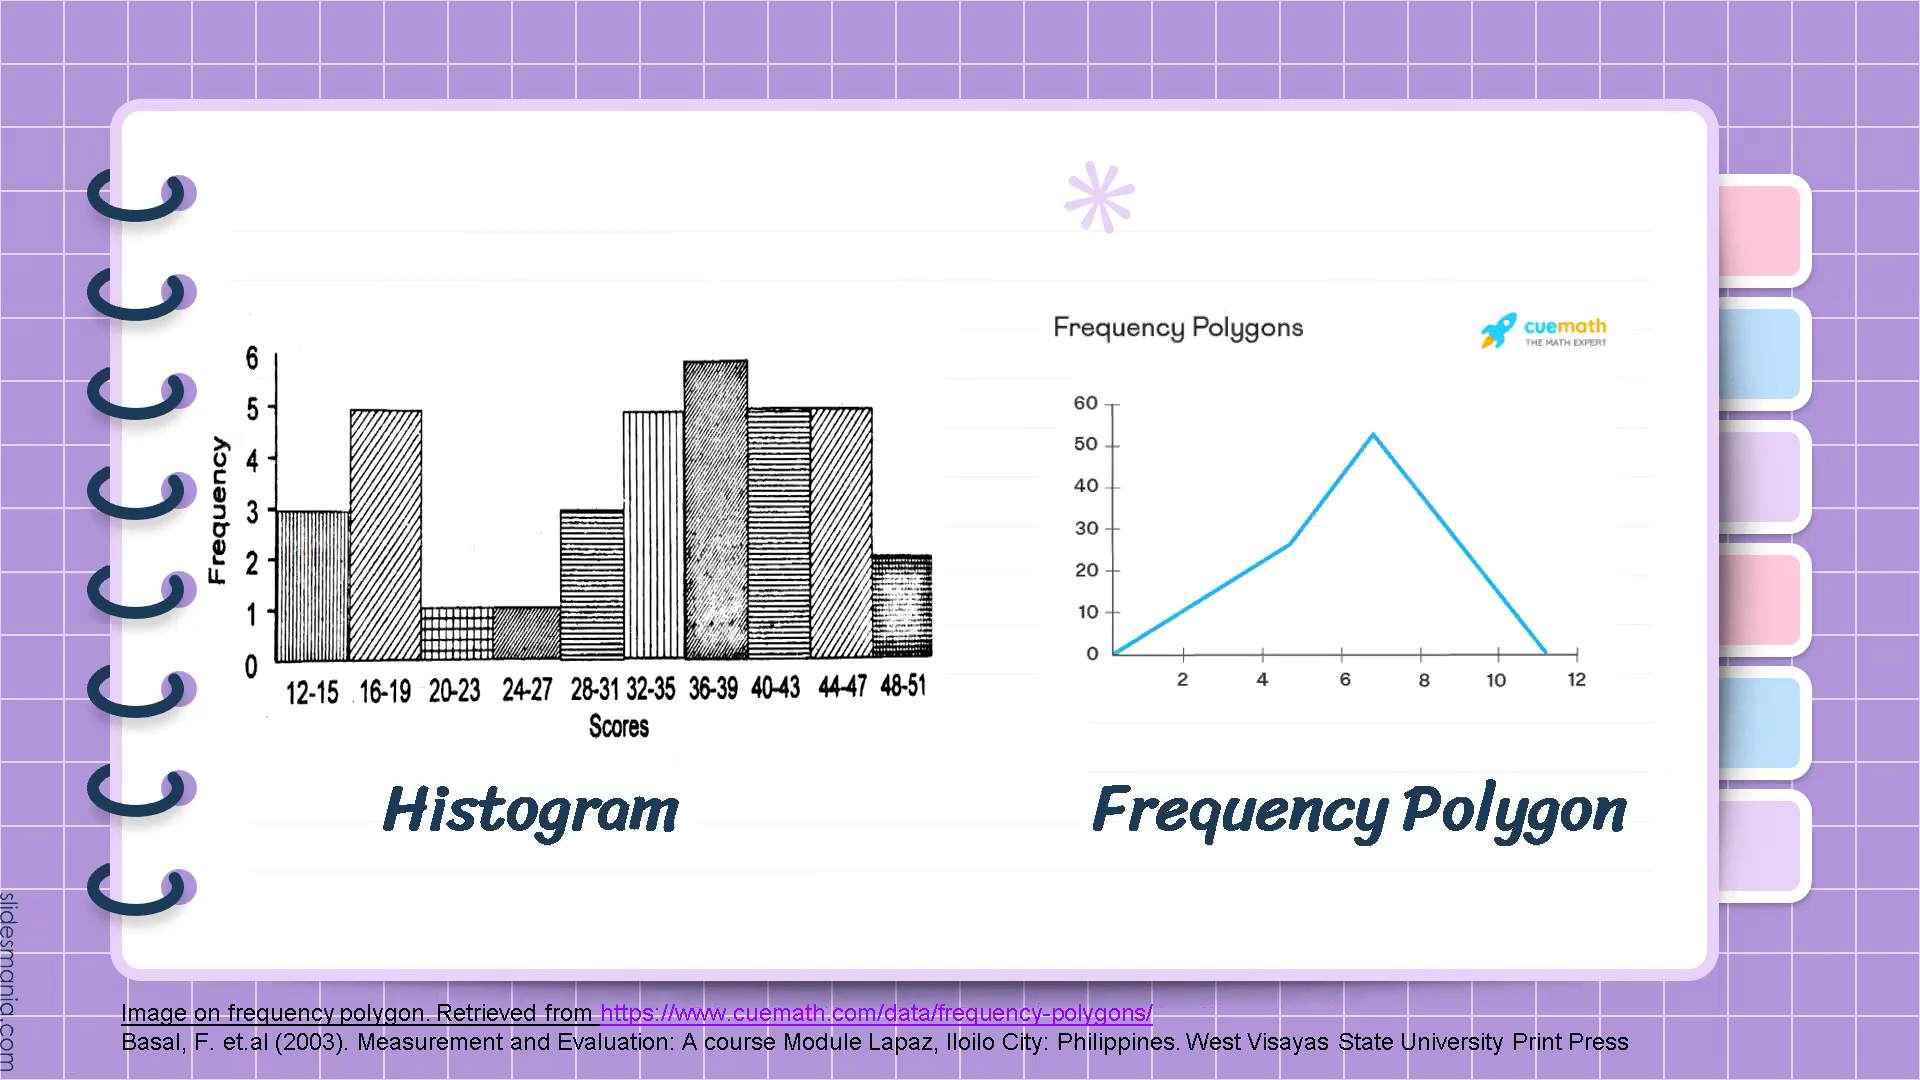 Frequency
6
5
4
3
2
1
0
12-15 16-19 20-23 24-27 28-31 32-35 36-39 40-43 44-47 48-51
Scores
Histogram
Frequency Polygons
cuemath
THE MATH EXPERT
60
50
40
30
20
10
0
2 4 6 8 10 12
Frequency Polygon
Image on frequency polygon. Retrieved from https://www.cuemath.com/data/frequency-polygons/
Basal, F. et.al (2003). Measurement and Evaluation: A course Module Lapaz, Iloilo City: Philippines. West Visayas State University Print Press
slidesmania.com